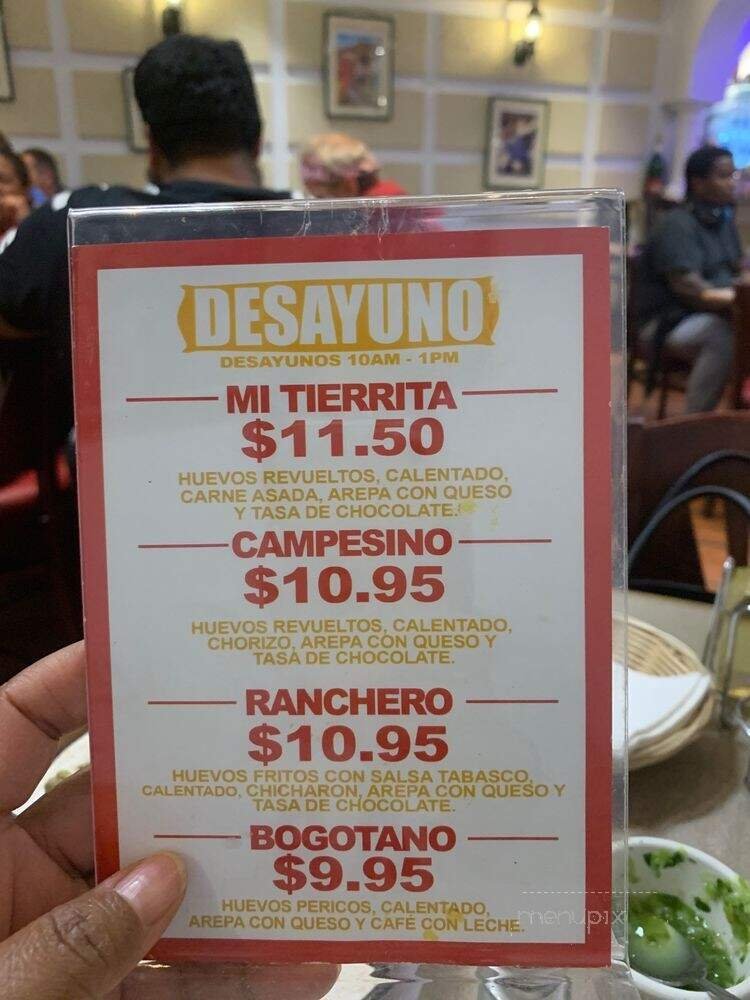 DESAYUNO
DESAYUNOS 10AM - 1PM
MI TIERRITA
$11.50
HUEVOS REVUELTOS, CALENTADO,
CARNE ASADA, AREPA CON QUESO
Y TASA DE CHOCOLATE.
CAMPESINO
$10.95
HUEVOS REVUELTOS, CALENTADO,
CHORIZO, AREPA CON QUESO Y
TASA DE CHOCOLATE.
RANCHERO
$10.95
HUEVOS FRITOS CON SALSA TABASCO,
CALENTADO, CHICHARON, AREPA CON QUESO Y
TASA DE CHOCOLATE.
BOGOTANO
$9.95
HUEVOS PERICOS, CALENTADO,
AREPA CON QUESO Y CAFÉ CON LECHE.
menupix